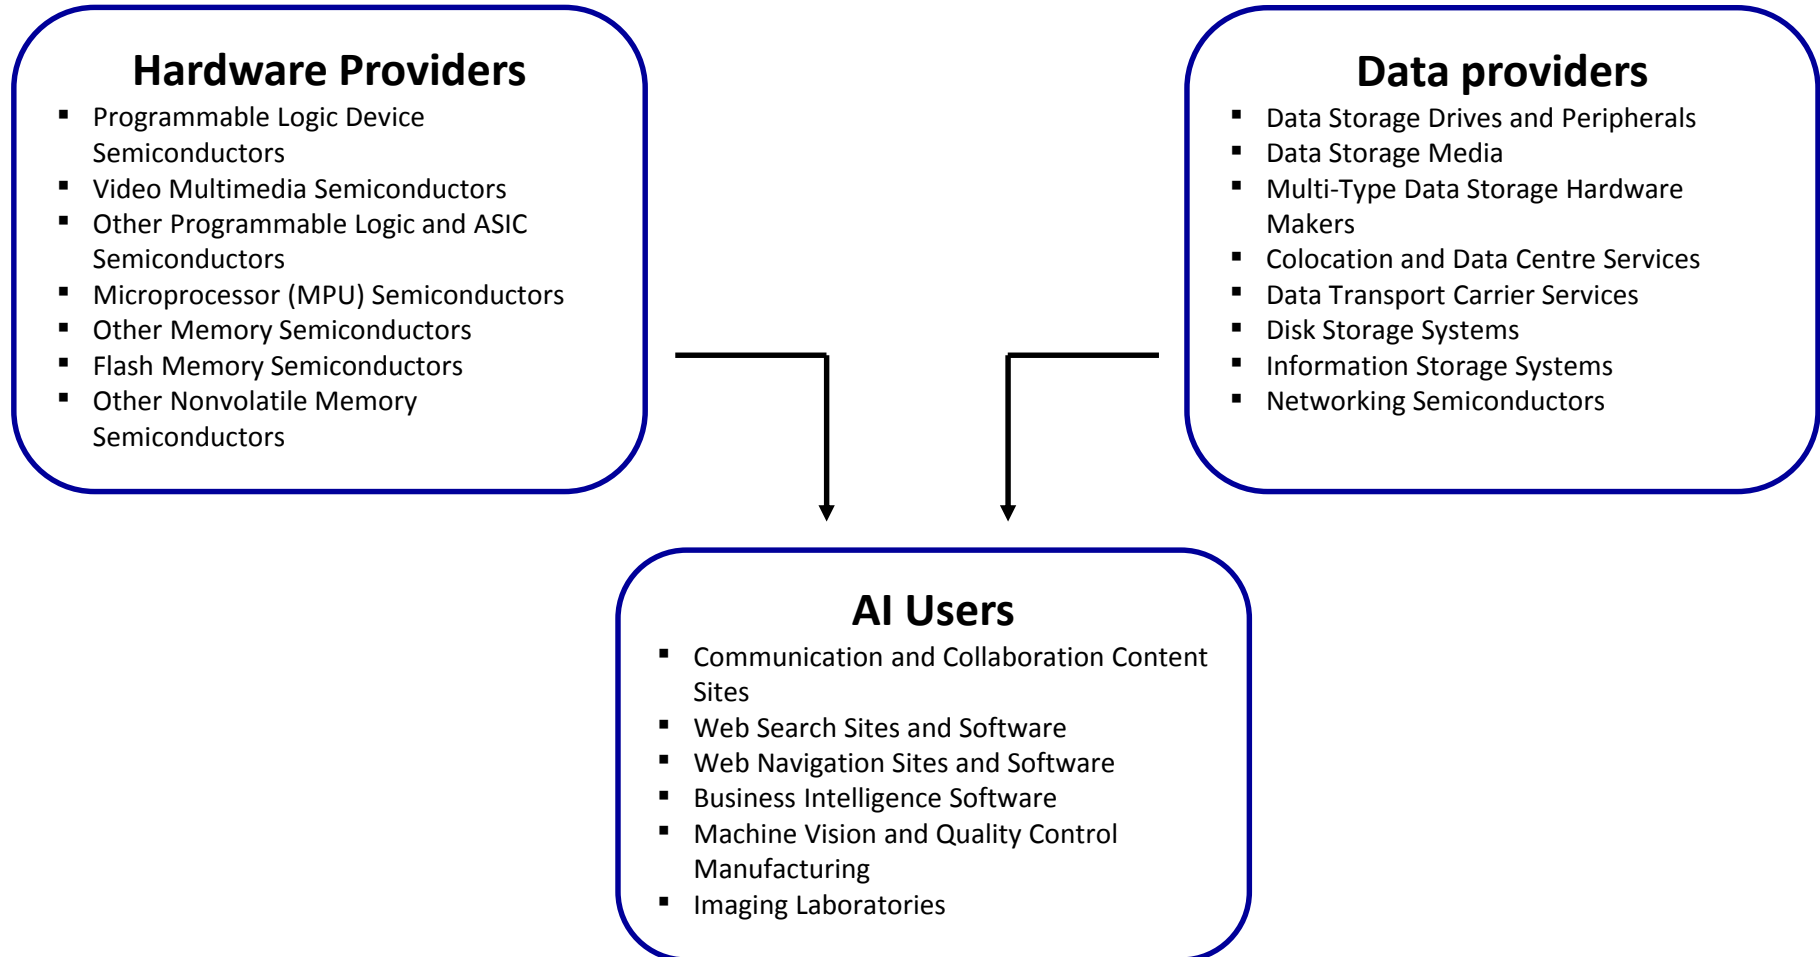 Hardware Providers
▪ Programmable Logic Device
Semiconductors
▪ Video Multimedia Semiconductors
▪ Other Programmable Logic and ASIC
Semiconductors
▪ Microprocessor (MPU) Semiconductors
▪ Other Memory Semiconductors
▪ Flash Memory Semiconductors
▪ Other Nonvolatile Memory
Semiconductors
Data providers
▪ Data Storage Drives and Peripherals
▪ Data Storage Media
▪ Multi-Type Data Storage Hardware
Makers
▪ Colocation and Data Centre Services
▪ Data Transport Carrier Services
▪ Disk Storage Systems
▪ Information Storage Systems
▪ Networking Semiconductors
AI Users
▪ Communication and Collaboration Content
Sites
▪ Web Search Sites and Software
▪ Web Navigation Sites and Software
▪ Business Intelligence Software
▪ Machine Vision and Quality Control
Manufacturing
▪ Imaging Laboratories